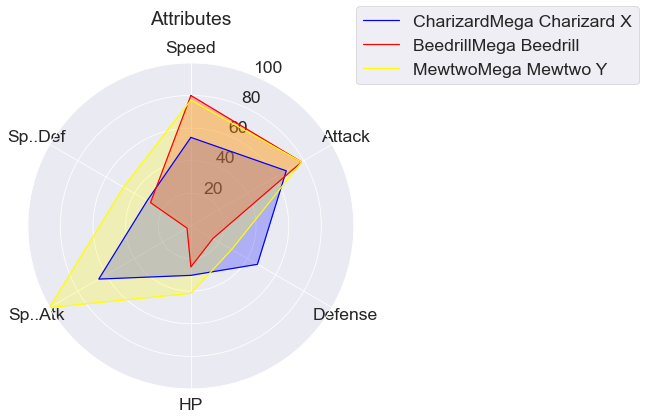 Attributes
CharizardMega Charizard X
BeedrillMega Beedrill
MewtwoMega Mewtwo Y
Speed
100
80
60
40
20
Attack
Sp..Def
Sp..Atk
Defense
HP